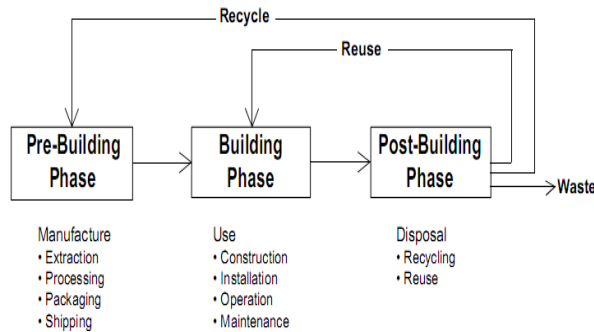 Recycle
Reuse
Pre-Building
Phase
Building
Phase
Post-Building
Phase
Waste
Manufacture
• Extraction
• Processing
• Packaging
• Shipping
Use
• Construction
• Installation
• Operation
• Maintenance
Disposal
• Recycling
• Reuse